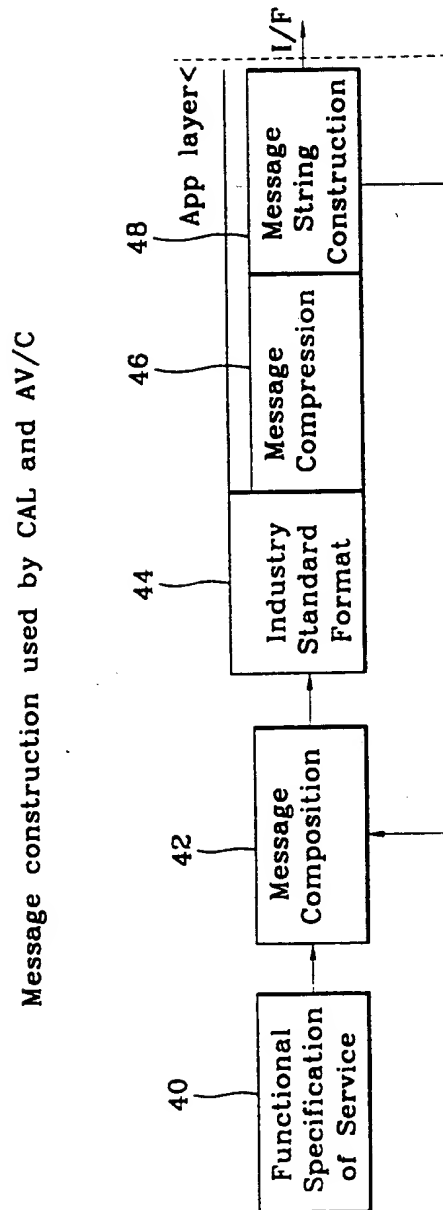 Message construction used by CAL and AV/C
40
Functional
Specification
of Service
42
Message
Composition
44
Industry
Standard
Format
46
Message
Compression
48
Message
String
Construction
App layer<
I/F